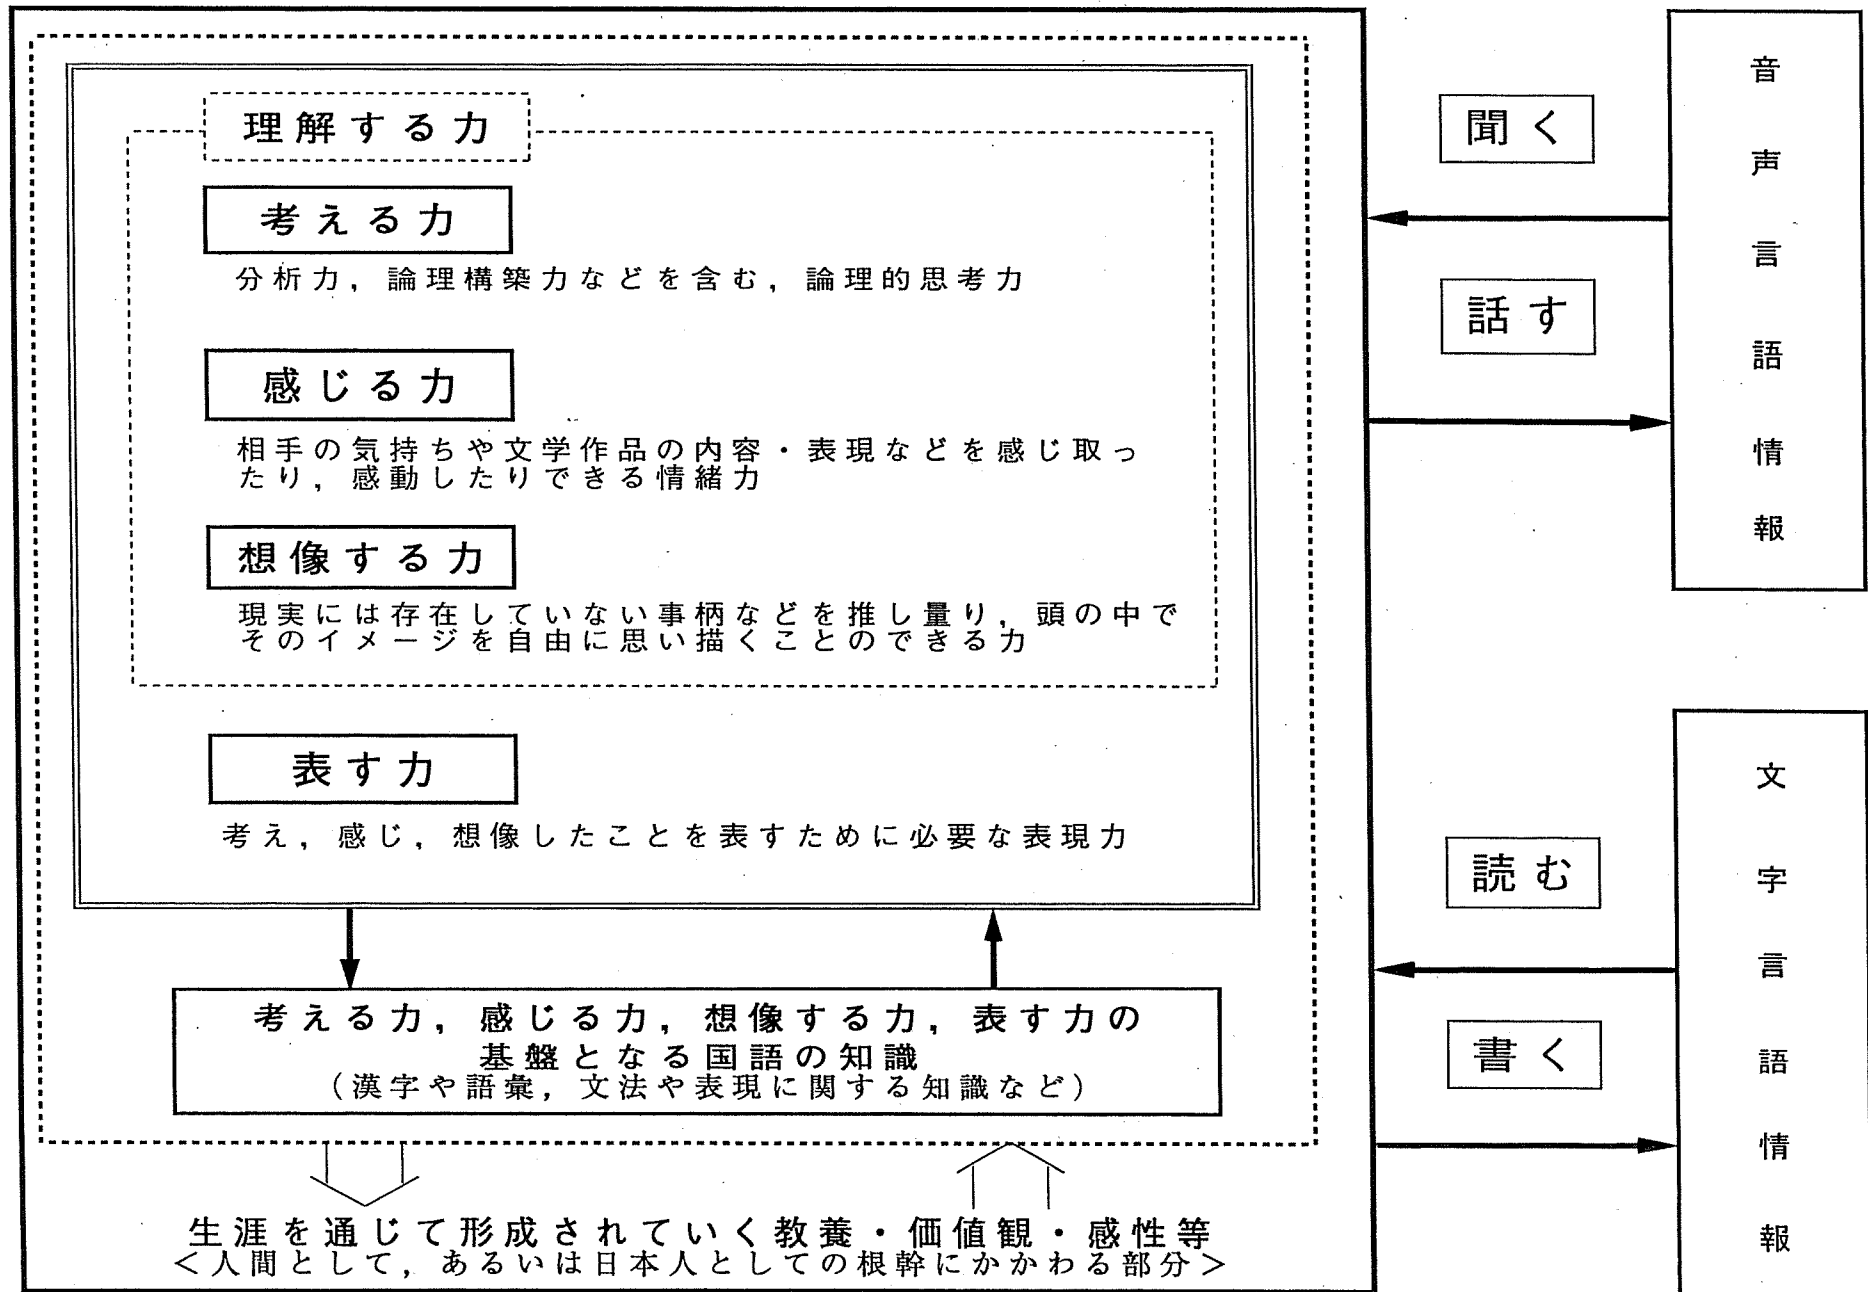 理解する力
考える力
分析力，論理構築力などを含む，論理的思考力
感じる力
相手の気持ちや文学作品の内容・表現などを感じ取っ
たり，感動したりできる情緒力
想像する力
現実には存在していない事柄などを推し量り，頭の中で
そのイメージを自由に思い描くことのできる力
表す力
考え，感じ，想像したことを表すために必要な表現力
考える力，感じる力，想像する力，表す力の
基盤となる国語の知識
（漢字や語彙，文法や表現に関する知識など）
生涯を通じて形成されていく教養・価値観・感性等
＜人間として，あるいは日本人としての根幹にかかわる部分＞
聞く
話す
読む
書く
音声言語情報
文字言語情報